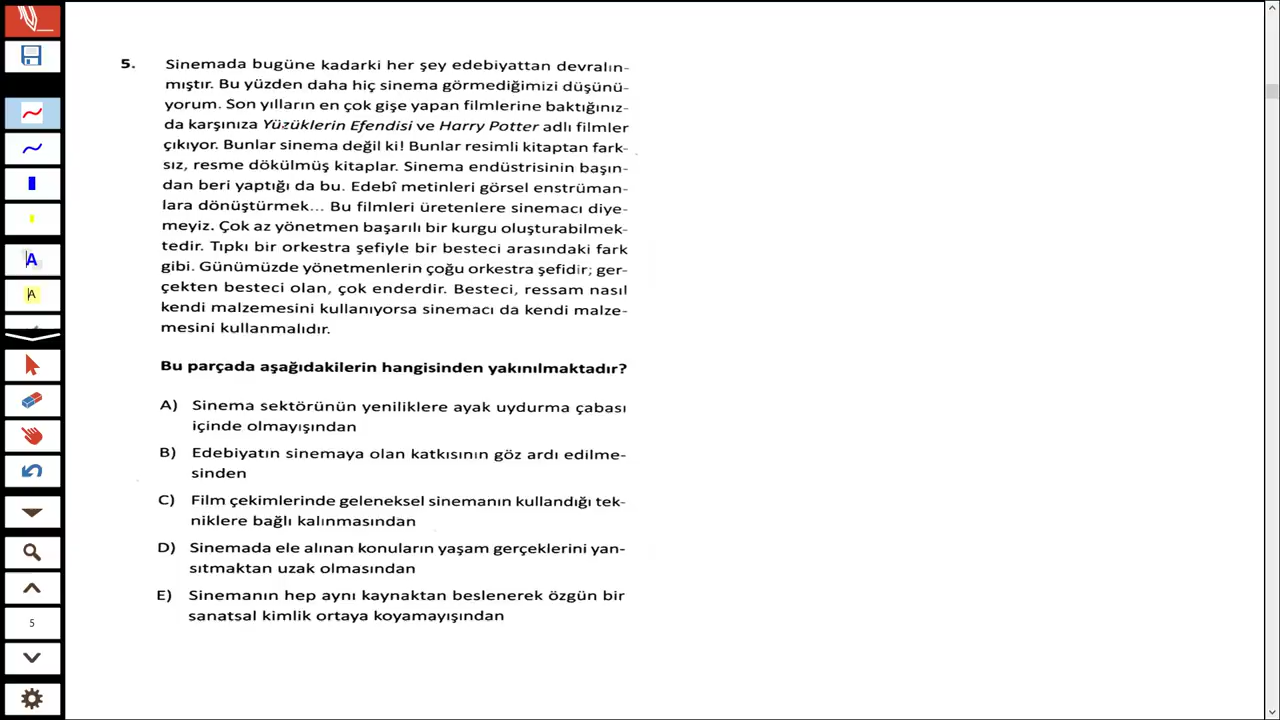 5. Sinemada bugüne kadarki her şey edebiyattan devralın-
mıştır. Bu yüzden daha hiç sinema görmediğimizi düşünü-
yorum. Son yılların en çok gişe yapan filmlerine baktığınız-
da karşınıza Yüzüklerin Efendisi ve Harry Potter adlı filmler
çıkıyor. Bunlar sinema değil ki! Bunlar resimli kitaptan fark-
sız, resme dökülmüş kitaplar. Sinema endüstrisinin başın-
dan beri yaptığı da bu. Edebî metinleri görsel enstrüman-
lara dönüştürmek... Bu filmleri üretenlere sinemacı diye-
meyiz. Çok az yönetmen başarılı bir kurgu oluşturabilmek-
tedir. Tıpkı bir orkestra şefiyle bir besteci arasındaki fark
gibi. Günümüzde yönetmenlerin çoğu orkestra şefidir; ger-
çekten besteci olan, çok enderdir. Besteci, ressam nasıl
kendi malzemesini kullanıyorsa sinemacı da kendi malze-
mesini kullanmalıdır.
Bu parçada aşağıdakilerin hangisinden yakınılmaktadır?
A) Sinema sektörünün yeniliklere ayak uydurma çabası
içinde olmayışından
B) Edebiyatın sinemaya olan katkısının göz ardı edilme-
sinden
C) Film çekimlerinde geleneksel sinemanın kullandığı tek-
niklere bağlı kalınmasından
D) Sinemada ele alınan konuların yaşam gerçeklerini yan-
sıtmaktan uzak olmasından
E) Sinemanın hep aynı kaynaktan beslenerek özgün bir
sanatsal kimlik ortaya koyamayışından
A
A
5